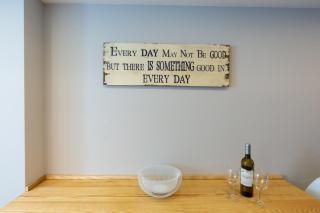 EVERY DAY MAY NOT BE GOOD
BUT THERE IS SOMETHING GOOD IN
EVERY DAY